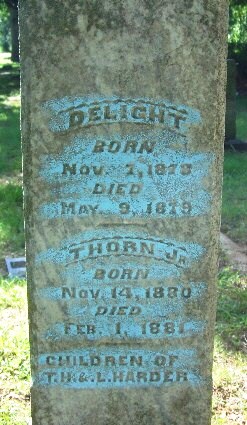 DELIGHT
BORN
NOV. 7, 1878
DIED
MAY. 9, 1879
THORN JR
BORN
NOV. 14, 1880
DIED
FEB. 1, 1881
CHILDREN OF
T.H. & L. HARDER